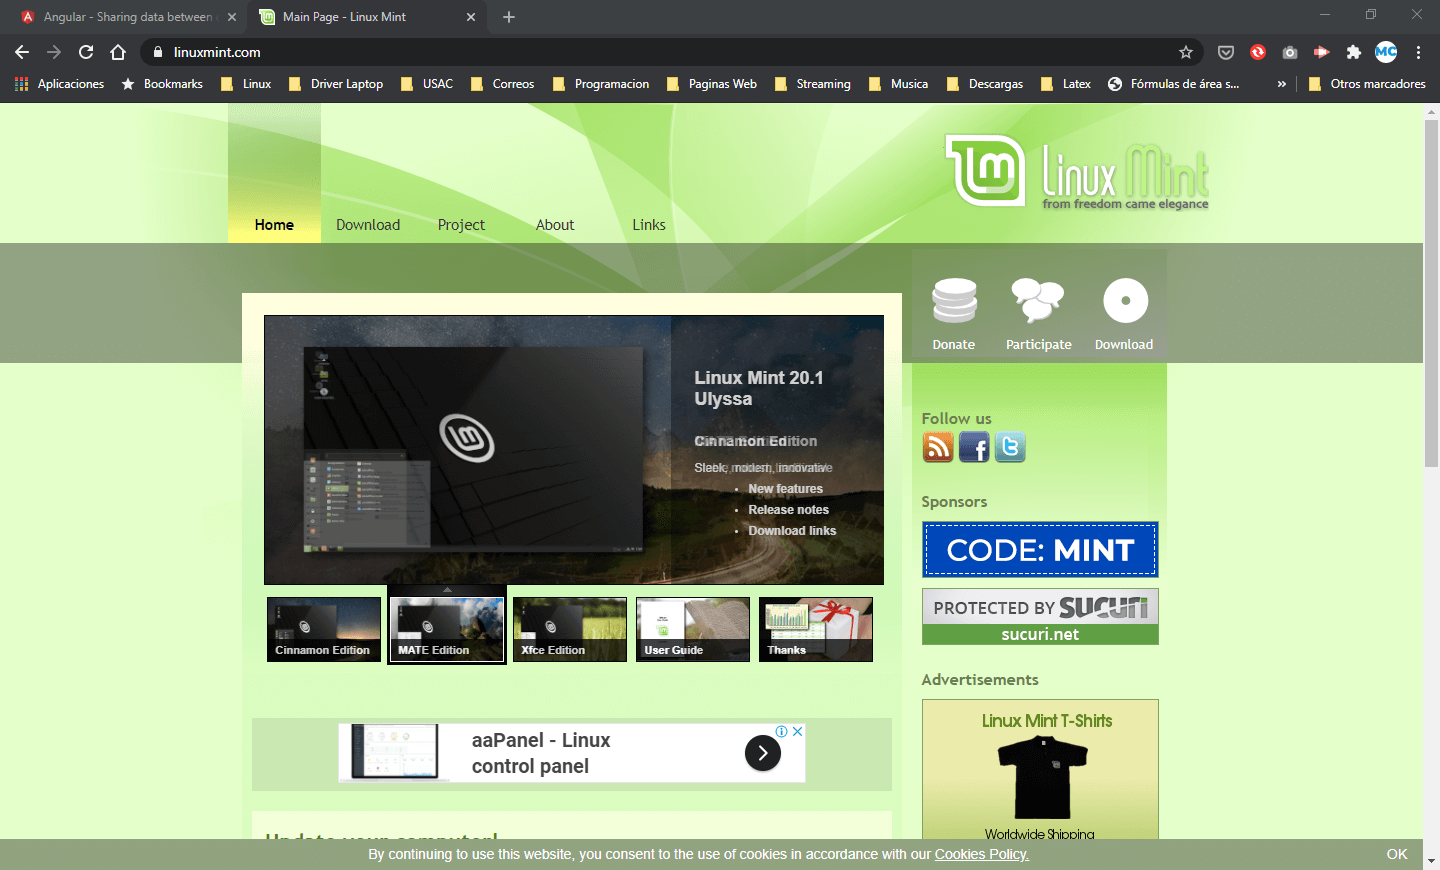 Angular - Sharing data between
Main Page - Linux Mint
linuxmint.com
MC
Aplicaciones
Bookmarks
Linux
Driver Laptop
USAC
Correos
Programacion
Paginas Web
Streaming
Musica
Descargas
Latex
Fórmulas de área s...
»
Otros marcadores
Linux Mint
from freedom came elegance
Home
Download
Project
About
Links
Donate
Participate
Download
Linux Mint 20.1
Ulyssa
Cinnamon Edition
New features
Release notes
Download links
Cinnamon Edition
MATE Edition
Xfce Edition
User Guide
Thanks
Follow us
Sponsors
CODE: MINT
PROTECTED BY SUCURI
sucuri.net
Advertisements
Linux Mint T-Shirts
Worldwide Shipping
aaPanel - Linux
control panel
Update your computer!
By continuing to use this website, you consent to the use of cookies in accordance with our Cookies Policy.
OK